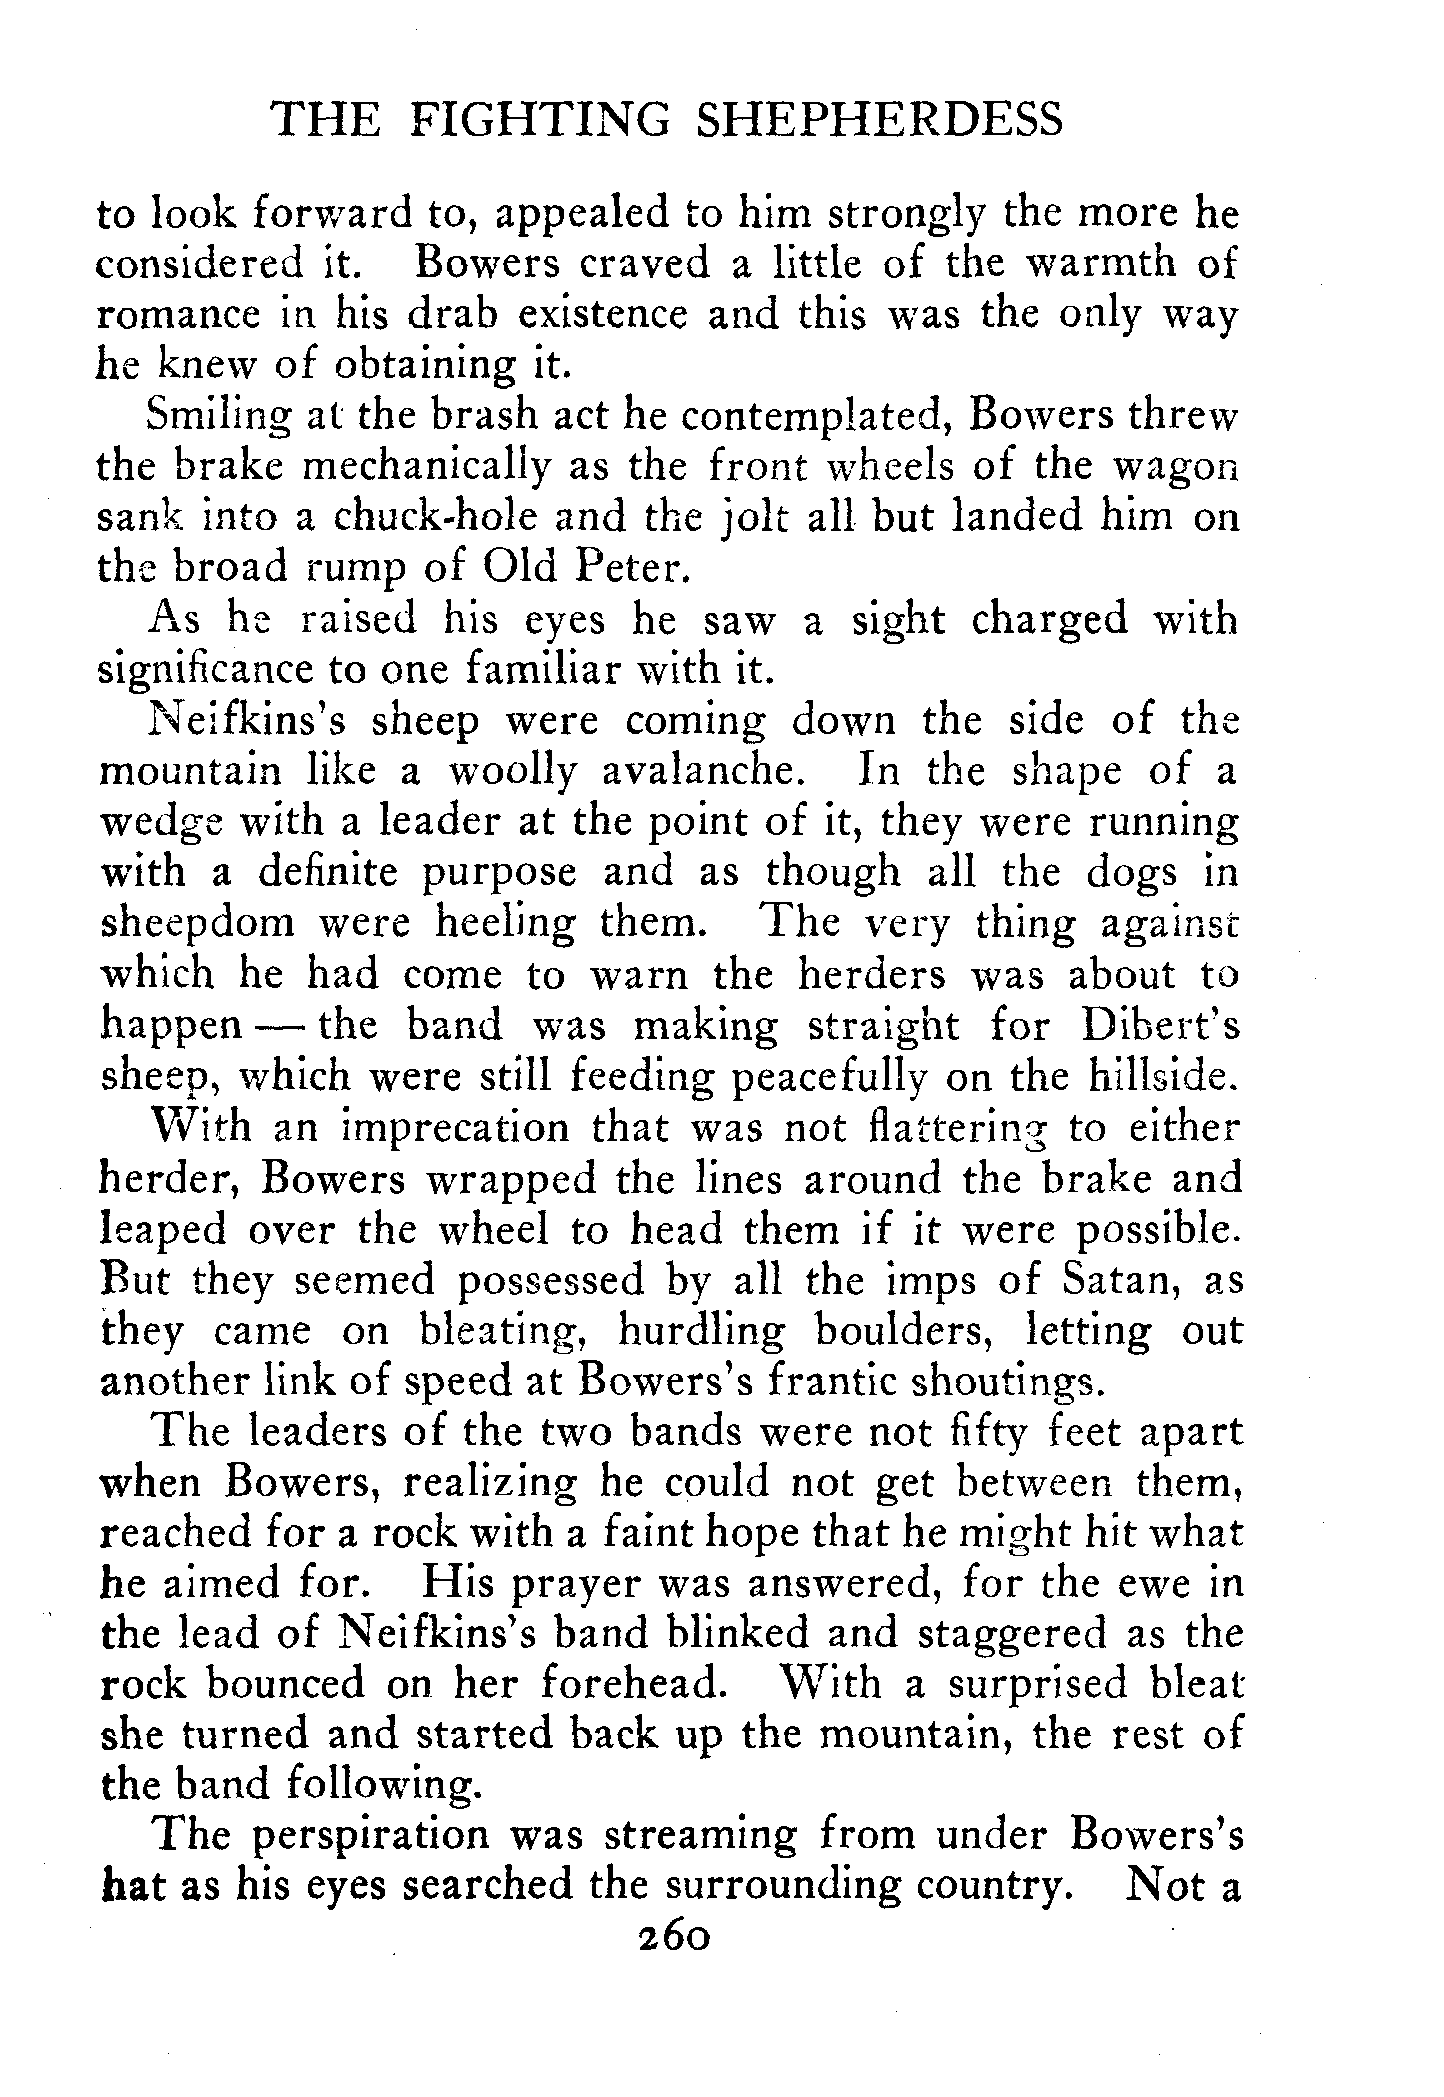 THE FIGHTING SHEPHERDESS
to look forward to, appealed to him strongly the more he
considered it. Bowers craved a little of the warmth of
romance in his drab existence and this was the only way
he knew of obtaining it.
Smiling at the brash act he contemplated, Bowers threw
the brake mechanically as the front wheels of the wagon
sank into a chuck-hole and the jolt all but landed him on
the broad rump of Old Peter.
As he raised his eyes he saw a sight charged with
significance to one familiar with it.
Neifkins's sheep were coming down the side of the
mountain like a woolly avalanche. In the shape of a
wedge with a leader at the point of it, they were running
with a definite purpose and as though all the dogs in
sheepdom were heeling them. The very thing against
which he had come to warn the herders was about to
happen — the band was making straight for Dibert's
sheep, which were still feeding peacefully on the hillside.
With an imprecation that was not flattering to either
herder, Bowers wrapped the lines around the brake and
leaped over the wheel to head them if it were possible.
But they seemed possessed by all the imps of Satan, as
they came on bleating, hurdling boulders, letting out
another link of speed at Bowers's frantic shoutings.
The leaders of the two bands were not fifty feet apart
when Bowers, realizing he could not get between them,
reached for a rock with a faint hope that he might hit what
he aimed for. His prayer was answered, for the ewe in
the lead of Neifkins's band blinked and staggered as the
rock bounced on her forehead. With a surprised bleat
she turned and started back up the mountain, the rest of
the band following.
The perspiration was streaming from under Bowers's
hat as his eyes searched the surrounding country. Not a
260